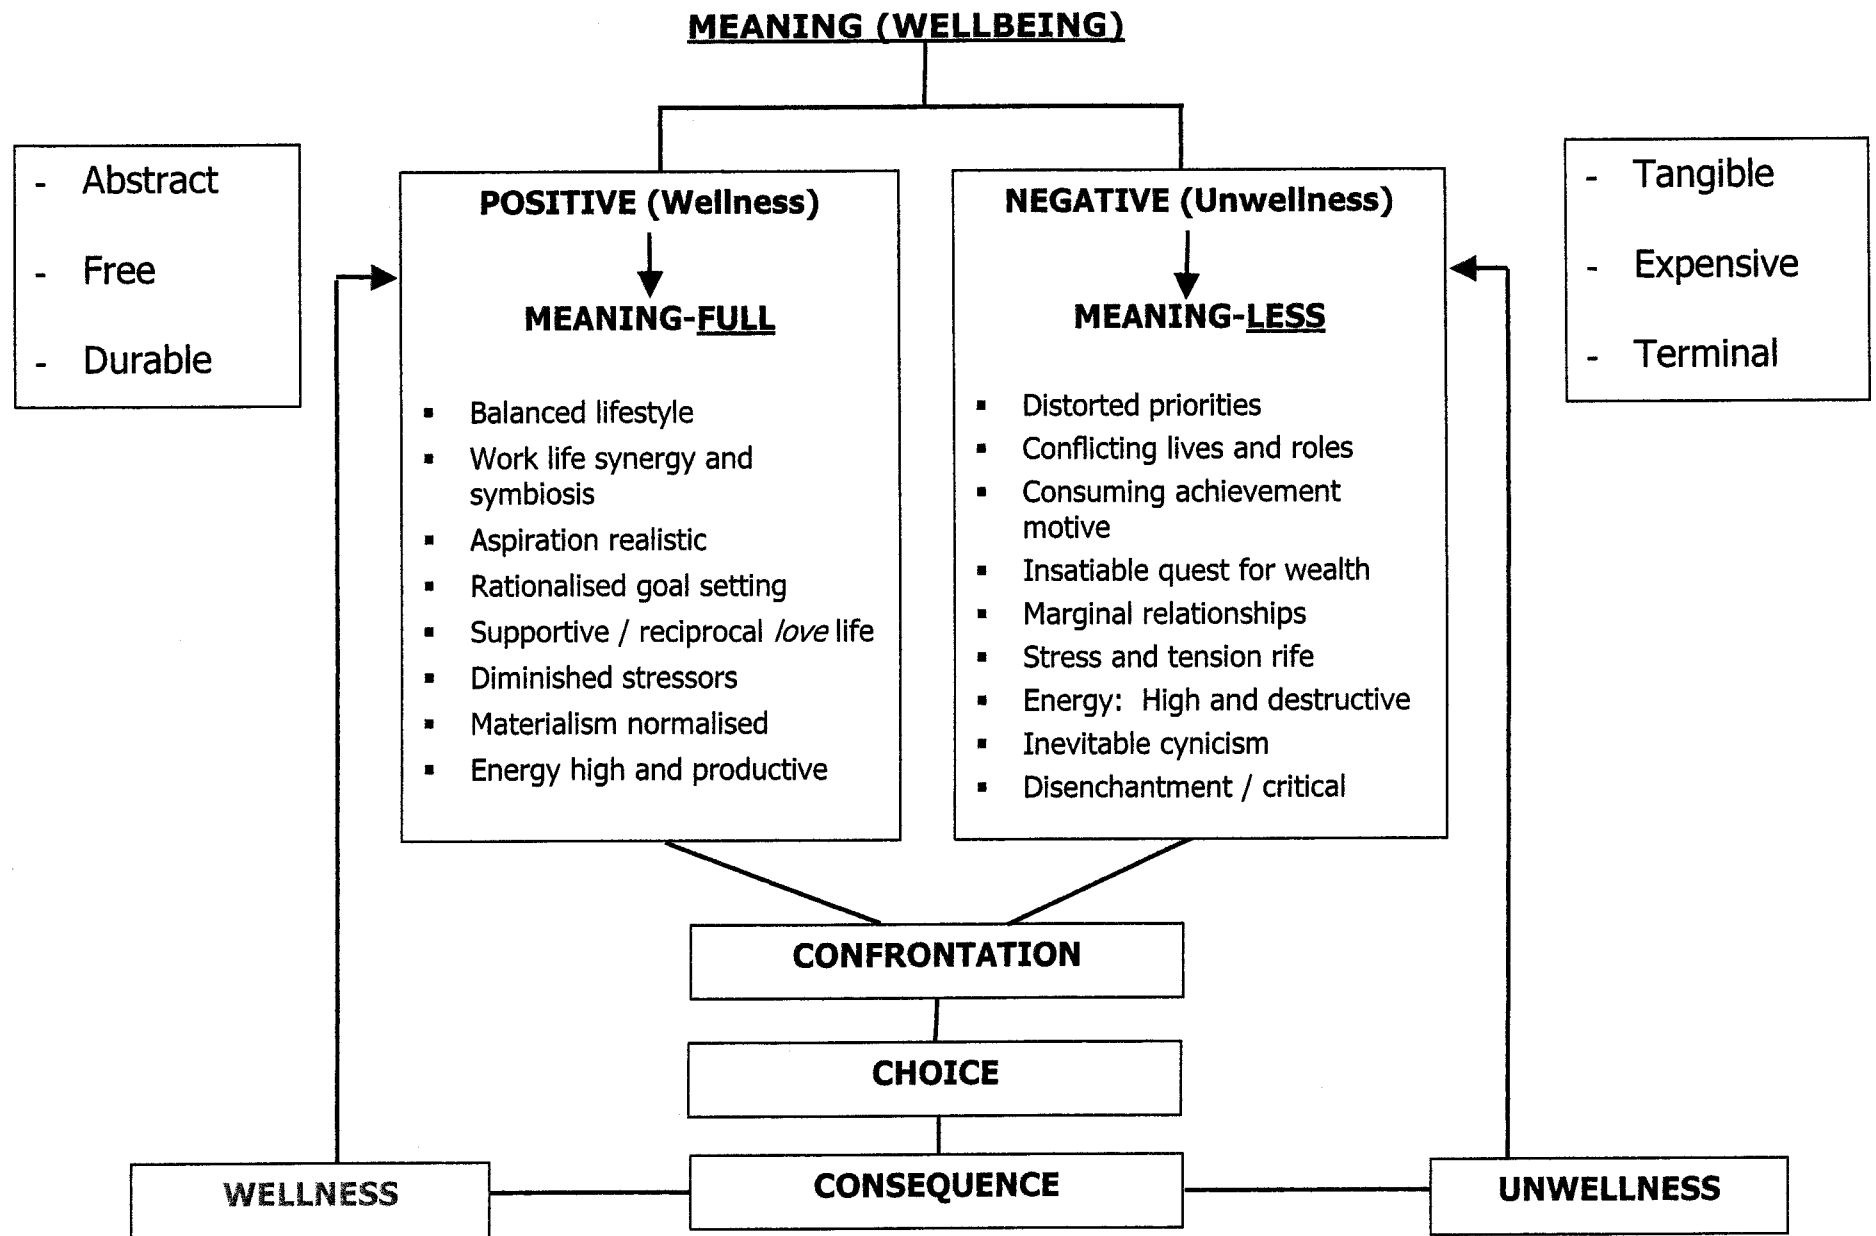 MEANING (WELLBEING)
- Abstract
- Free
- Durable
POSITIVE (Wellness)
MEANING-FULL
▪ Balanced lifestyle
▪ Work life synergy and
symbiosis
▪ Aspiration realistic
▪ Rationalised goal setting
▪ Supportive / reciprocal love life
▪ Diminished stressors
▪ Materialism normalised
▪ Energy high and productive
NEGATIVE (Unwellness)
MEANING-LESS
▪ Distorted priorities
▪ Conflicting lives and roles
▪ Consuming achievement
motive
▪ Insatiable quest for wealth
▪ Marginal relationships
▪ Stress and tension rife
▪ Energy: High and destructive
▪ Inevitable cynicism
▪ Disenchantment / critical
- Tangible
- Expensive
- Terminal
CONFRONTATION
CHOICE
WELLNESS
CONSEQUENCE
UNWELLNESS